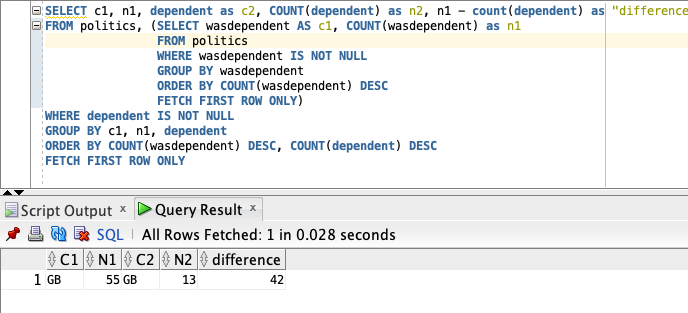 SELECT c1, n1, dependent as c2, COUNT(dependent) as n2, n1 - count(dependent) as "difference
FROM politics, (SELECT wasdependent AS c1, COUNT(wasdependent) as n1
FROM politics
WHERE wasdependent IS NOT NULL
GROUP BY wasdependent
ORDER BY COUNT(wasdependent) DESC
FETCH FIRST ROW ONLY)
WHERE dependent IS NOT NULL
GROUP BY c1, n1, dependent
ORDER BY COUNT(wasdependent) DESC, COUNT(dependent) DESC
FETCH FIRST ROW ONLY
Script Output x Query Result x
SQL | All Rows Fetched: 1 in 0.028 seconds
C1 N1 C2 N2 difference
1 GB 55 GB 13 42